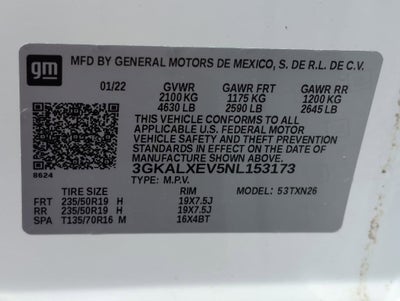 gm
MFD BY GENERAL MOTORS DE MEXICO, S. DE R.L. DE C.V.
01/22 GVWR GAWR FRT GAWR RR
2100 KG 1175 KG 1200 KG
4630 LB 2590 LB 2645 LB
THIS VEHICLE CONFORMS TO ALL
APPLICABLE U.S. FEDERAL MOTOR
VEHICLE SAFETY AND THEFT PREVENTION
STANDARDS IN EFFECT ON THE DATE OF
MANUFACTURE SHOWN ABOVE.
3GKALXEV5NL153173
8624
TYPE: M.P.V. MODEL: 53TXN26
TIRE SIZE RIM
FRT 235/50R19 H 19X7.5J
RR 235/50R19 H 19X7.5J
SPA T135/70R16 M 16X4BT